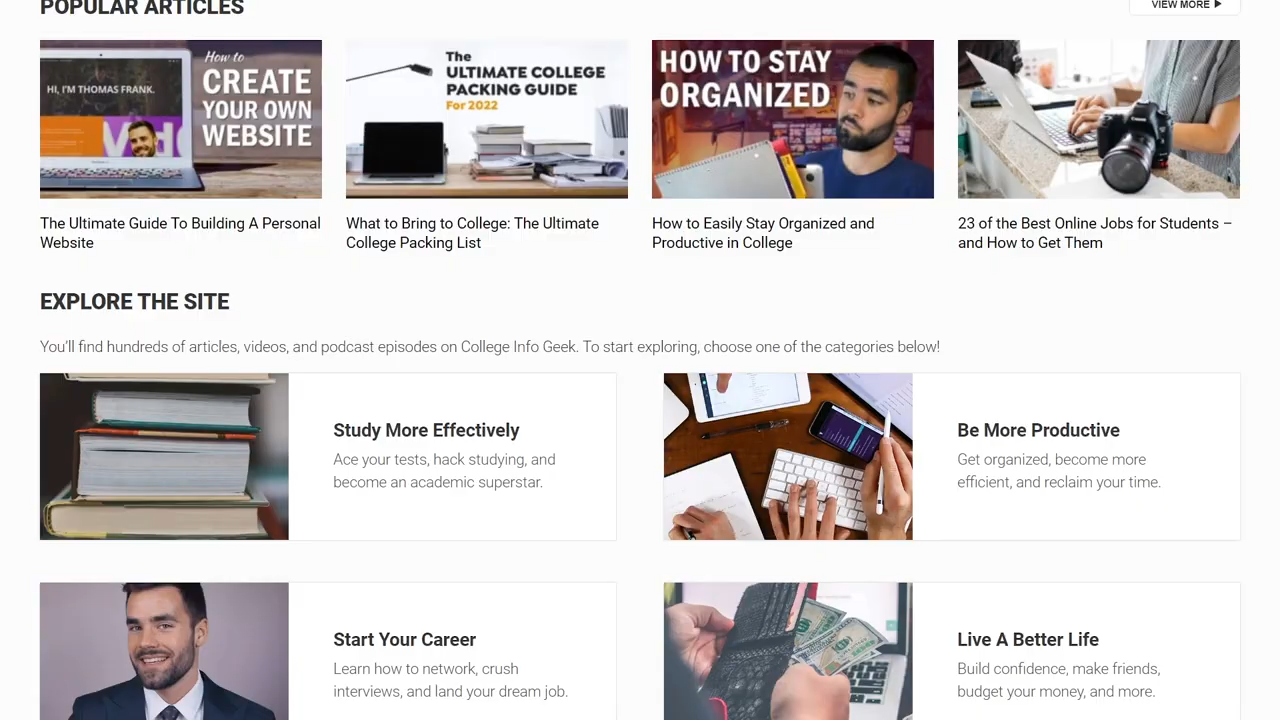 POPULAR ARTICLES
VIEW MORE
HI, I'M THOMAS FRANK.
How to
CREATE
YOUR OWN
WEBSITE
The
ULTIMATE COLLEGE
PACKING GUIDE
For 2022
HOW TO STAY
ORGANIZED
The Ultimate Guide To Building A Personal
Website
What to Bring to College: The Ultimate
College Packing List
How to Easily Stay Organized and
Productive in College
23 of the Best Online Jobs for Students –
and How to Get Them
EXPLORE THE SITE
You'll find hundreds of articles, videos, and podcast episodes on College Info Geek. To start exploring, choose one of the categories below!
Study More Effectively
Ace your tests, hack studying, and
become an academic superstar.
Be More Productive
Get organized, become more
efficient, and reclaim your time.
Start Your Career
Learn how to network, crush
interviews, and land your dream job.
Live A Better Life
Build confidence, make friends,
budget your money, and more.